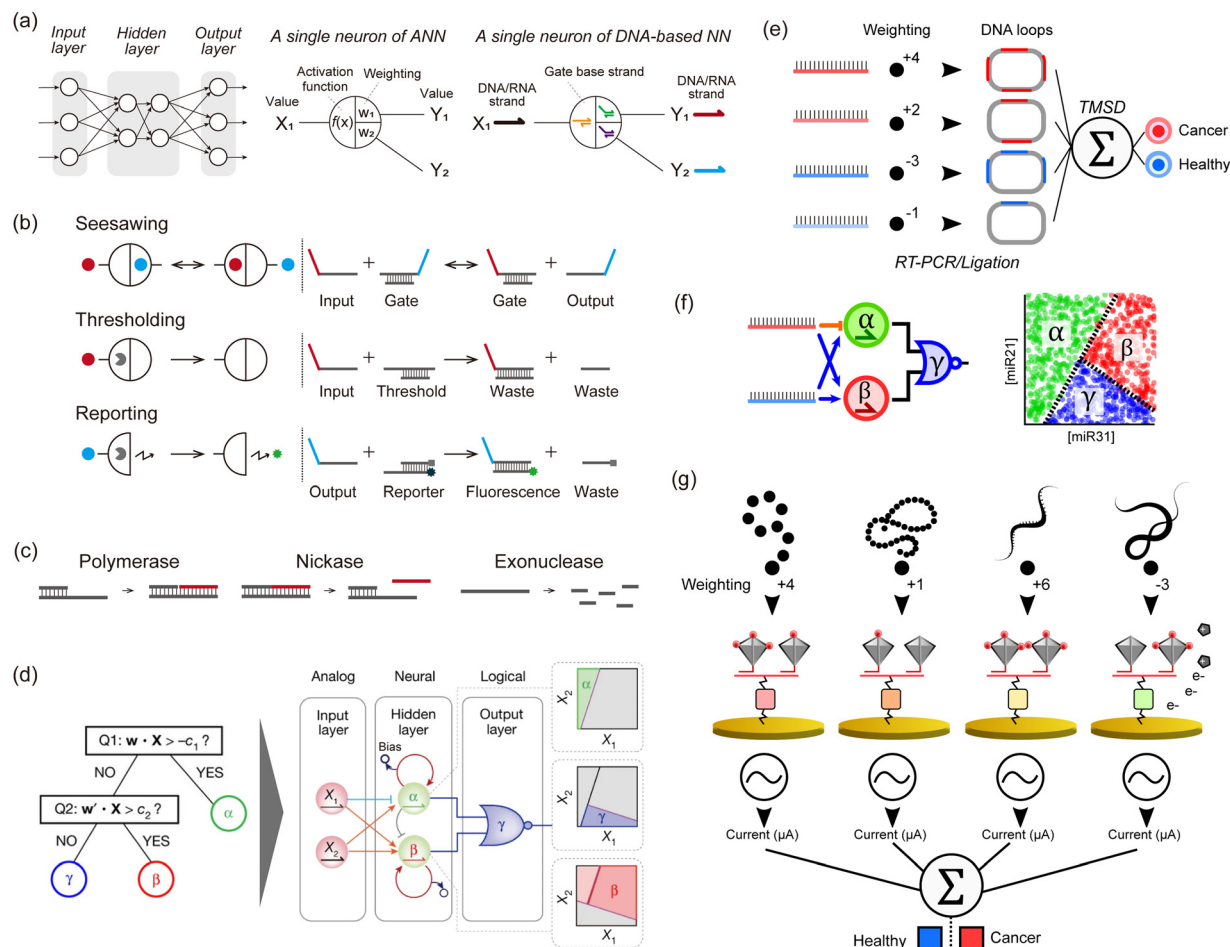 (a)
Input layer
Hidden layer
Output layer
A single neuron of ANN
Activation function
Weighting
Value
X₁
f(x)
W₁
W₂
Value
Y₁
Y₂
A single neuron of DNA-based NN
Gate base strand
DNA/RNA strand
X₁
DNA/RNA strand
Y₁
Y₂
(b)
Seesawing
Input + Gate Gate + Output
Thresholding
Input + Threshold Waste + Waste
Reporting
Output + Reporter Fluorescence + Waste
(c)
Polymerase
Nickase
Exonuclease
(d)
Q1: w · X > –c₁ ?
NO
YES
Q2: w′ · X > c₂ ?
α
NO
YES
γ
β
Analog
Neural
Logical
Input layer
Hidden layer
Output layer
Bias
X₁
α
X₂
β
γ
X₂
α
X₁
X₂
γ
X₁
X₂
β
X₁
(e)
Weighting
DNA loops
+4
+2
-3
-1
TMSD
Σ
Cancer
Healthy
RT-PCR/Ligation
(f)
α
β
γ
[miR21]
α
β
γ
[miR31]
(g)
Weighting
+4
+1
+6
-3
+
+
e-
e-
e-
Current (µA)
Current (µA)
Current (µA)
Current (µA)
Σ
Healthy
Cancer